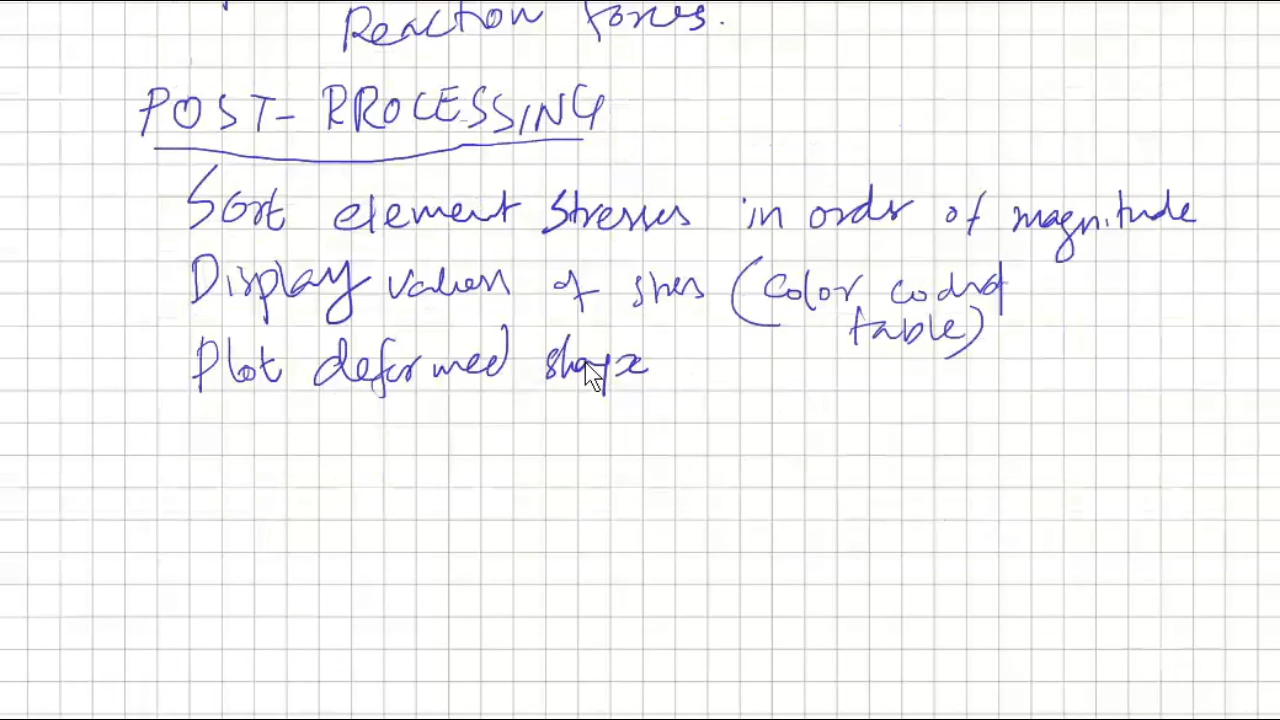 Reaction forces.
POST-PROCESSING
Sort element stresses in order of magnitude
Display values of stress (color coded
table)
Plot deformed shape